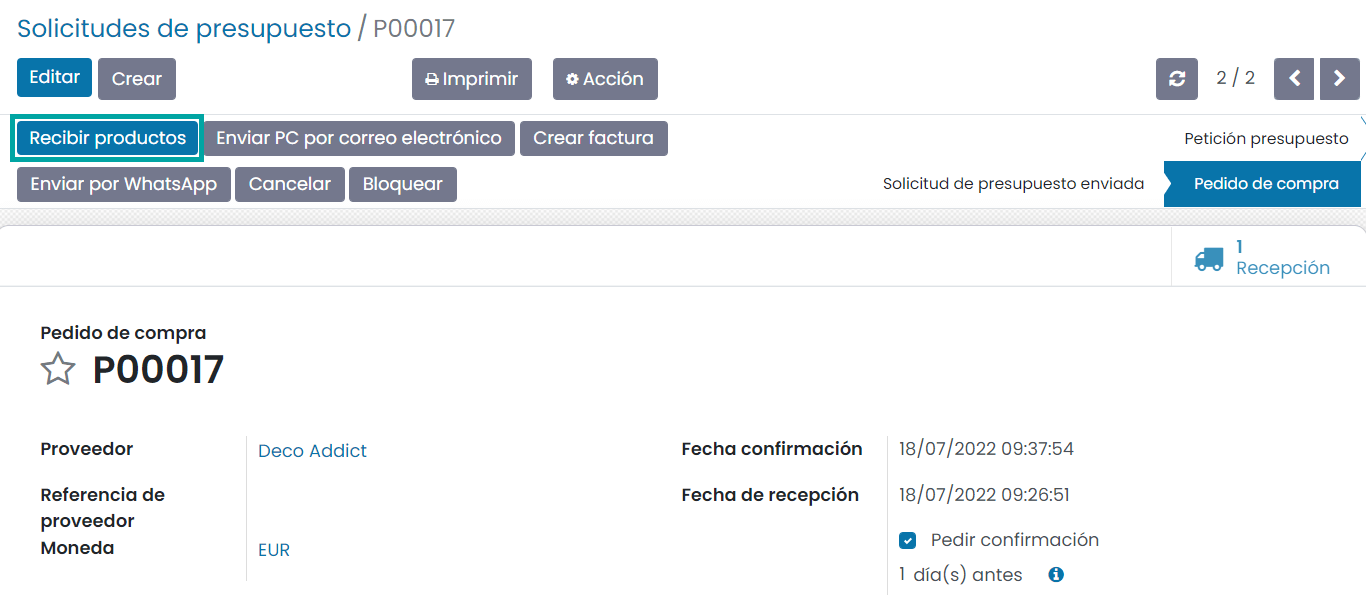 Solicitudes de presupuesto / P00017
Editar Crear Imprimir Acción 2 / 2
Recibir productos Enviar PC por correo electrónico Crear factura Petición presupuesto
Enviar por WhatsApp Cancelar Bloquear Solicitud de presupuesto enviada Pedido de compra
1
Recepción
Pedido de compra
P00017
Proveedor Deco Addict Fecha confirmación 18/07/2022 09:37:54
Referencia de Fecha de recepción 18/07/2022 09:26:51
proveedor
Moneda EUR Pedir confirmación
1 día(s) antes